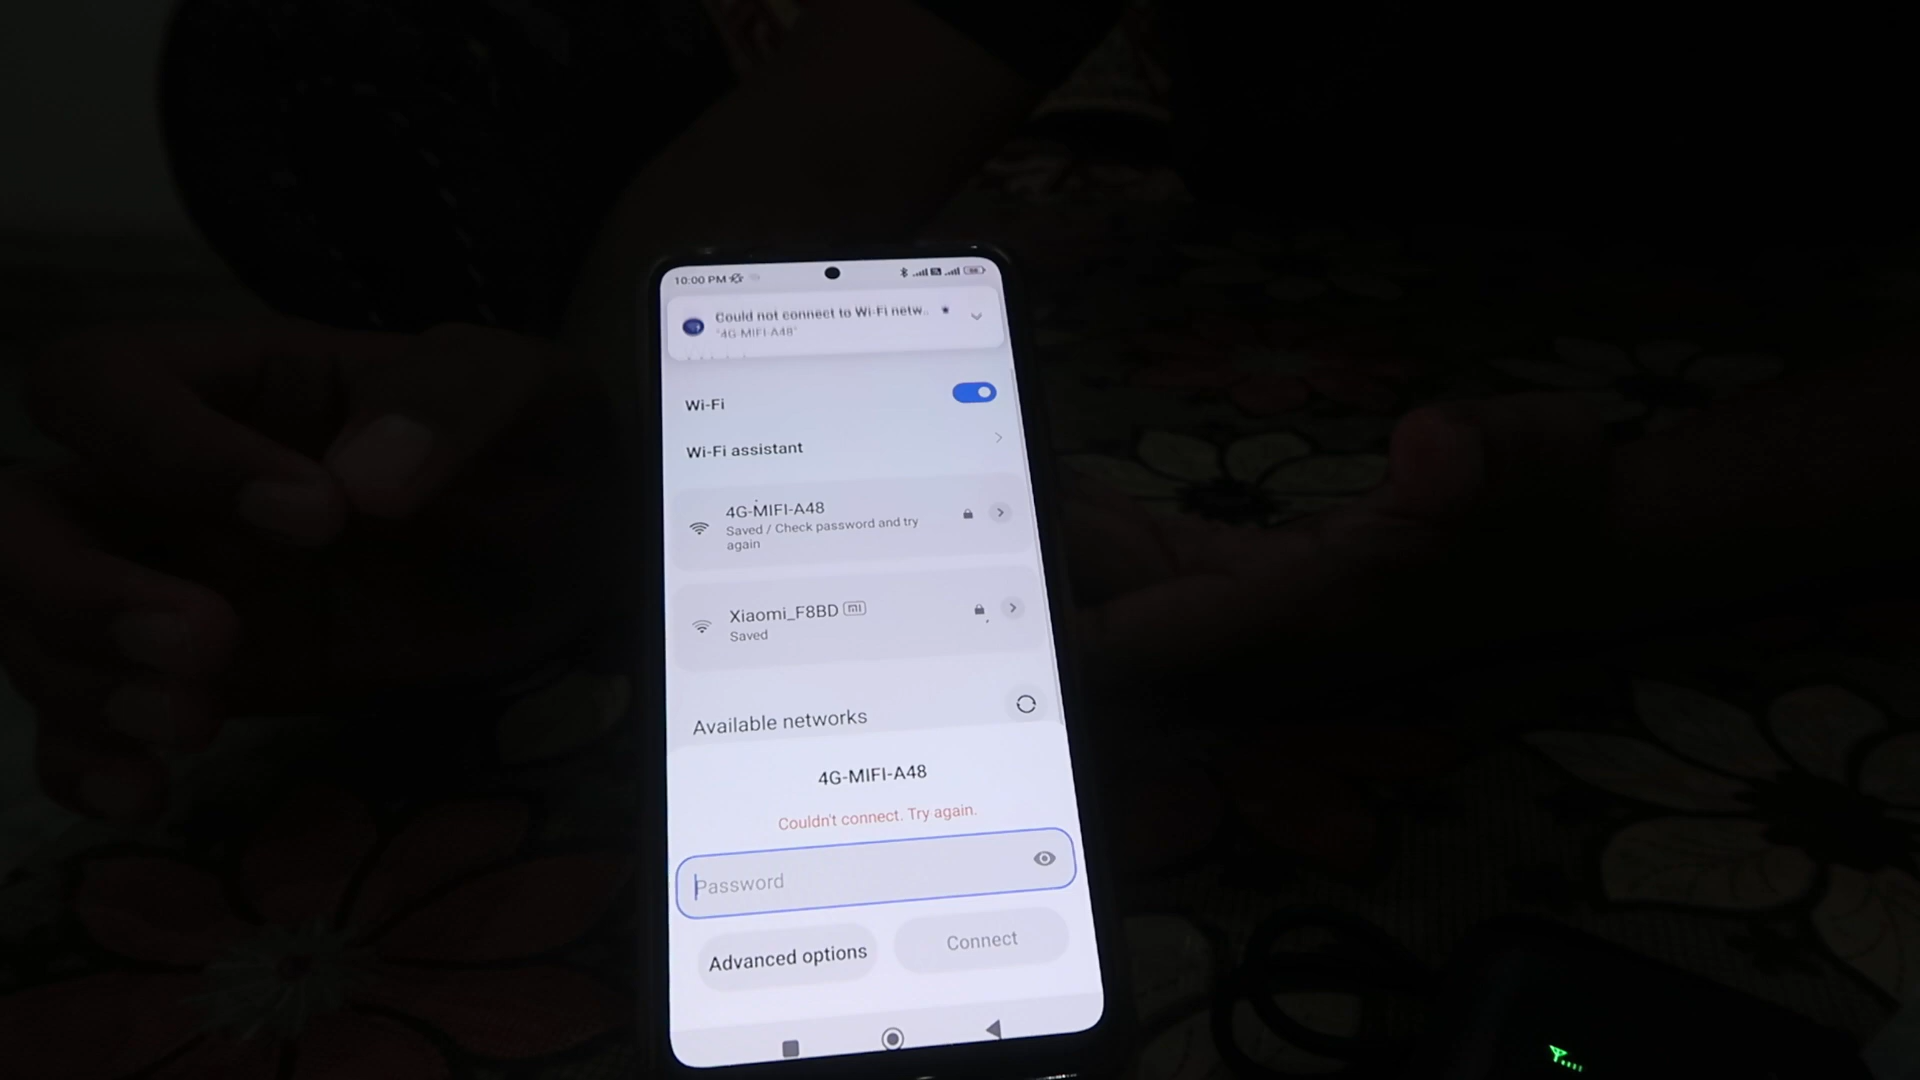 10:00 PM
Could not connect to Wi-Fi netw..
"4G-MIFI-A48"
Wi-Fi
Wi-Fi assistant
4G-MIFI-A48
Saved / Check password and try
again
Xiaomi_F8BD mi
Saved
Available networks
4G-MIFI-A48
Couldn't connect. Try again.
Password
Advanced options
Connect